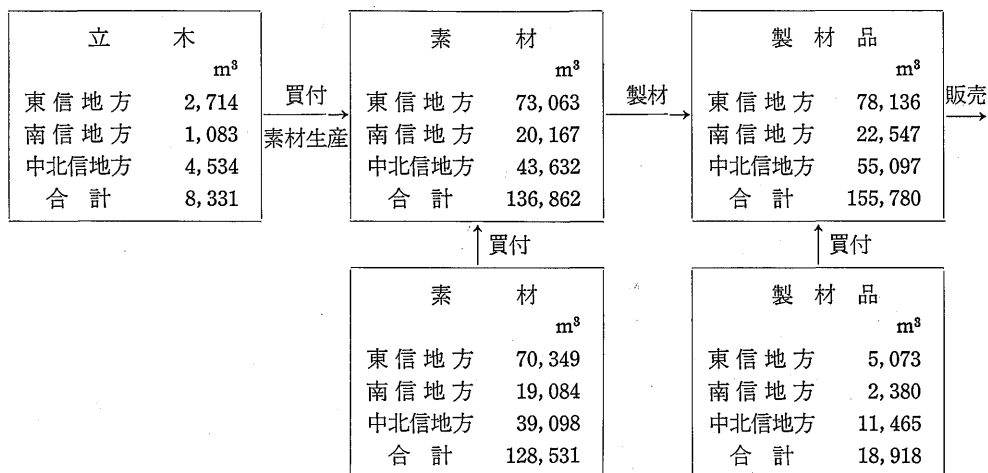 立木
m³
東信地方 2,714
南信地方 1,083
中北信地方 4,534
合計 8,331
買付
素材生産
素材
m³
東信地方 73,063
南信地方 20,167
中北信地方 43,632
合計 136,862
製材
製材品
m³
東信地方 78,136
南信地方 22,547
中北信地方 55,097
合計 155,780
販売
買付
素材
m³
東信地方 70,349
南信地方 19,084
中北信地方 39,098
合計 128,531
買付
製材品
m³
東信地方 5,073
南信地方 2,380
中北信地方 11,465
合計 18,918